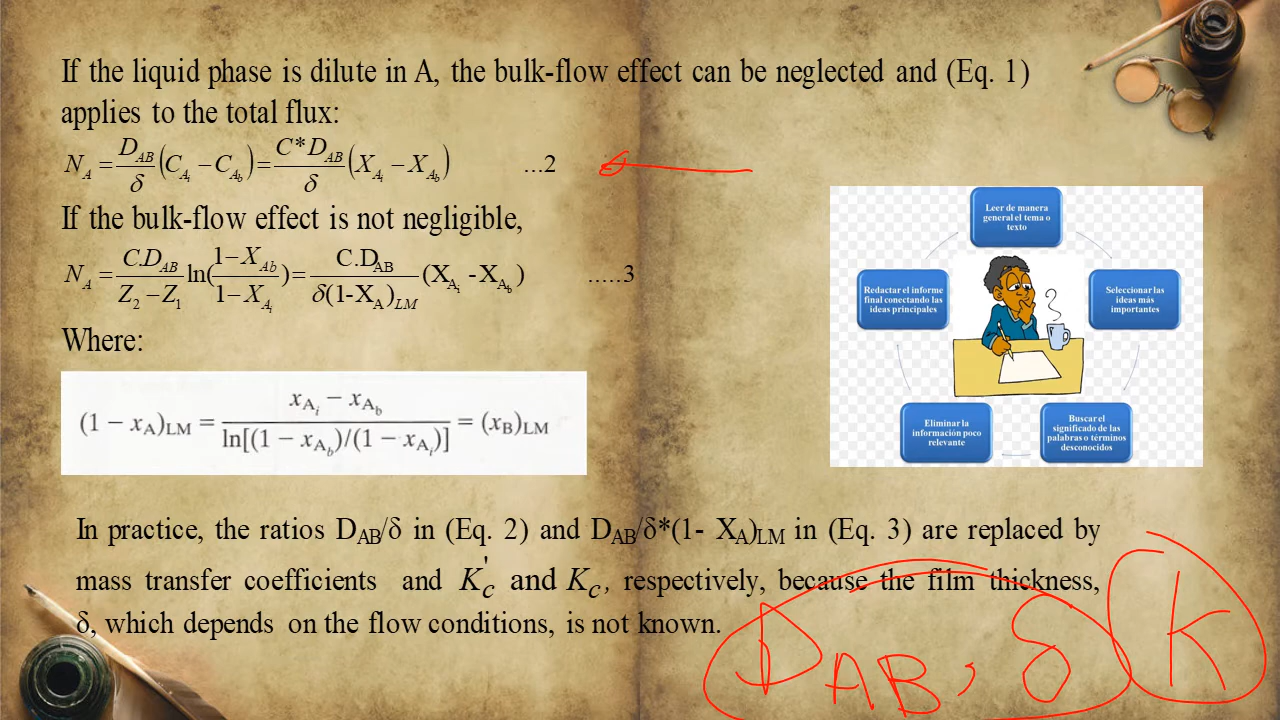 If the liquid phase is dilute in A, the bulk-flow effect can be neglected and (Eq. 1)
applies to the total flux:
N_A = D_AB/δ (C_Ai − C_Ab) = C*D_AB/δ (X_Ai − X_Ab) ...2
If the bulk-flow effect is not negligible,
N_A = C.D_AB/(Z_2 − Z_1) ln((1−X_Ab)/(1−X_Ai)) = C.D_AB/(δ(1-X_A)_LM) (X_Ai - X_Ab) .....3
Where:
(1 − x_A)_LM = (x_Ai − x_Ab)/ln[(1 − x_Ab)/(1 − x_Ai)] = (x_B)_LM
Leer de manera
general el tema o
texto
Seleccionar las
ideas más
importantes
Buscar el
significado de las
palabras o términos
desconocidos
Eliminar la
información poco
relevante
Redactar el informe
final conectando las
ideas principales
?
In practice, the ratios D_AB/δ in (Eq. 2) and D_AB/δ*(1- X_A)_LM in (Eq. 3) are replaced by
mass transfer coefficients and K'_c and K_c, respectively, because the film thickness,
δ, which depends on the flow conditions, is not known.
D_AB, δ K